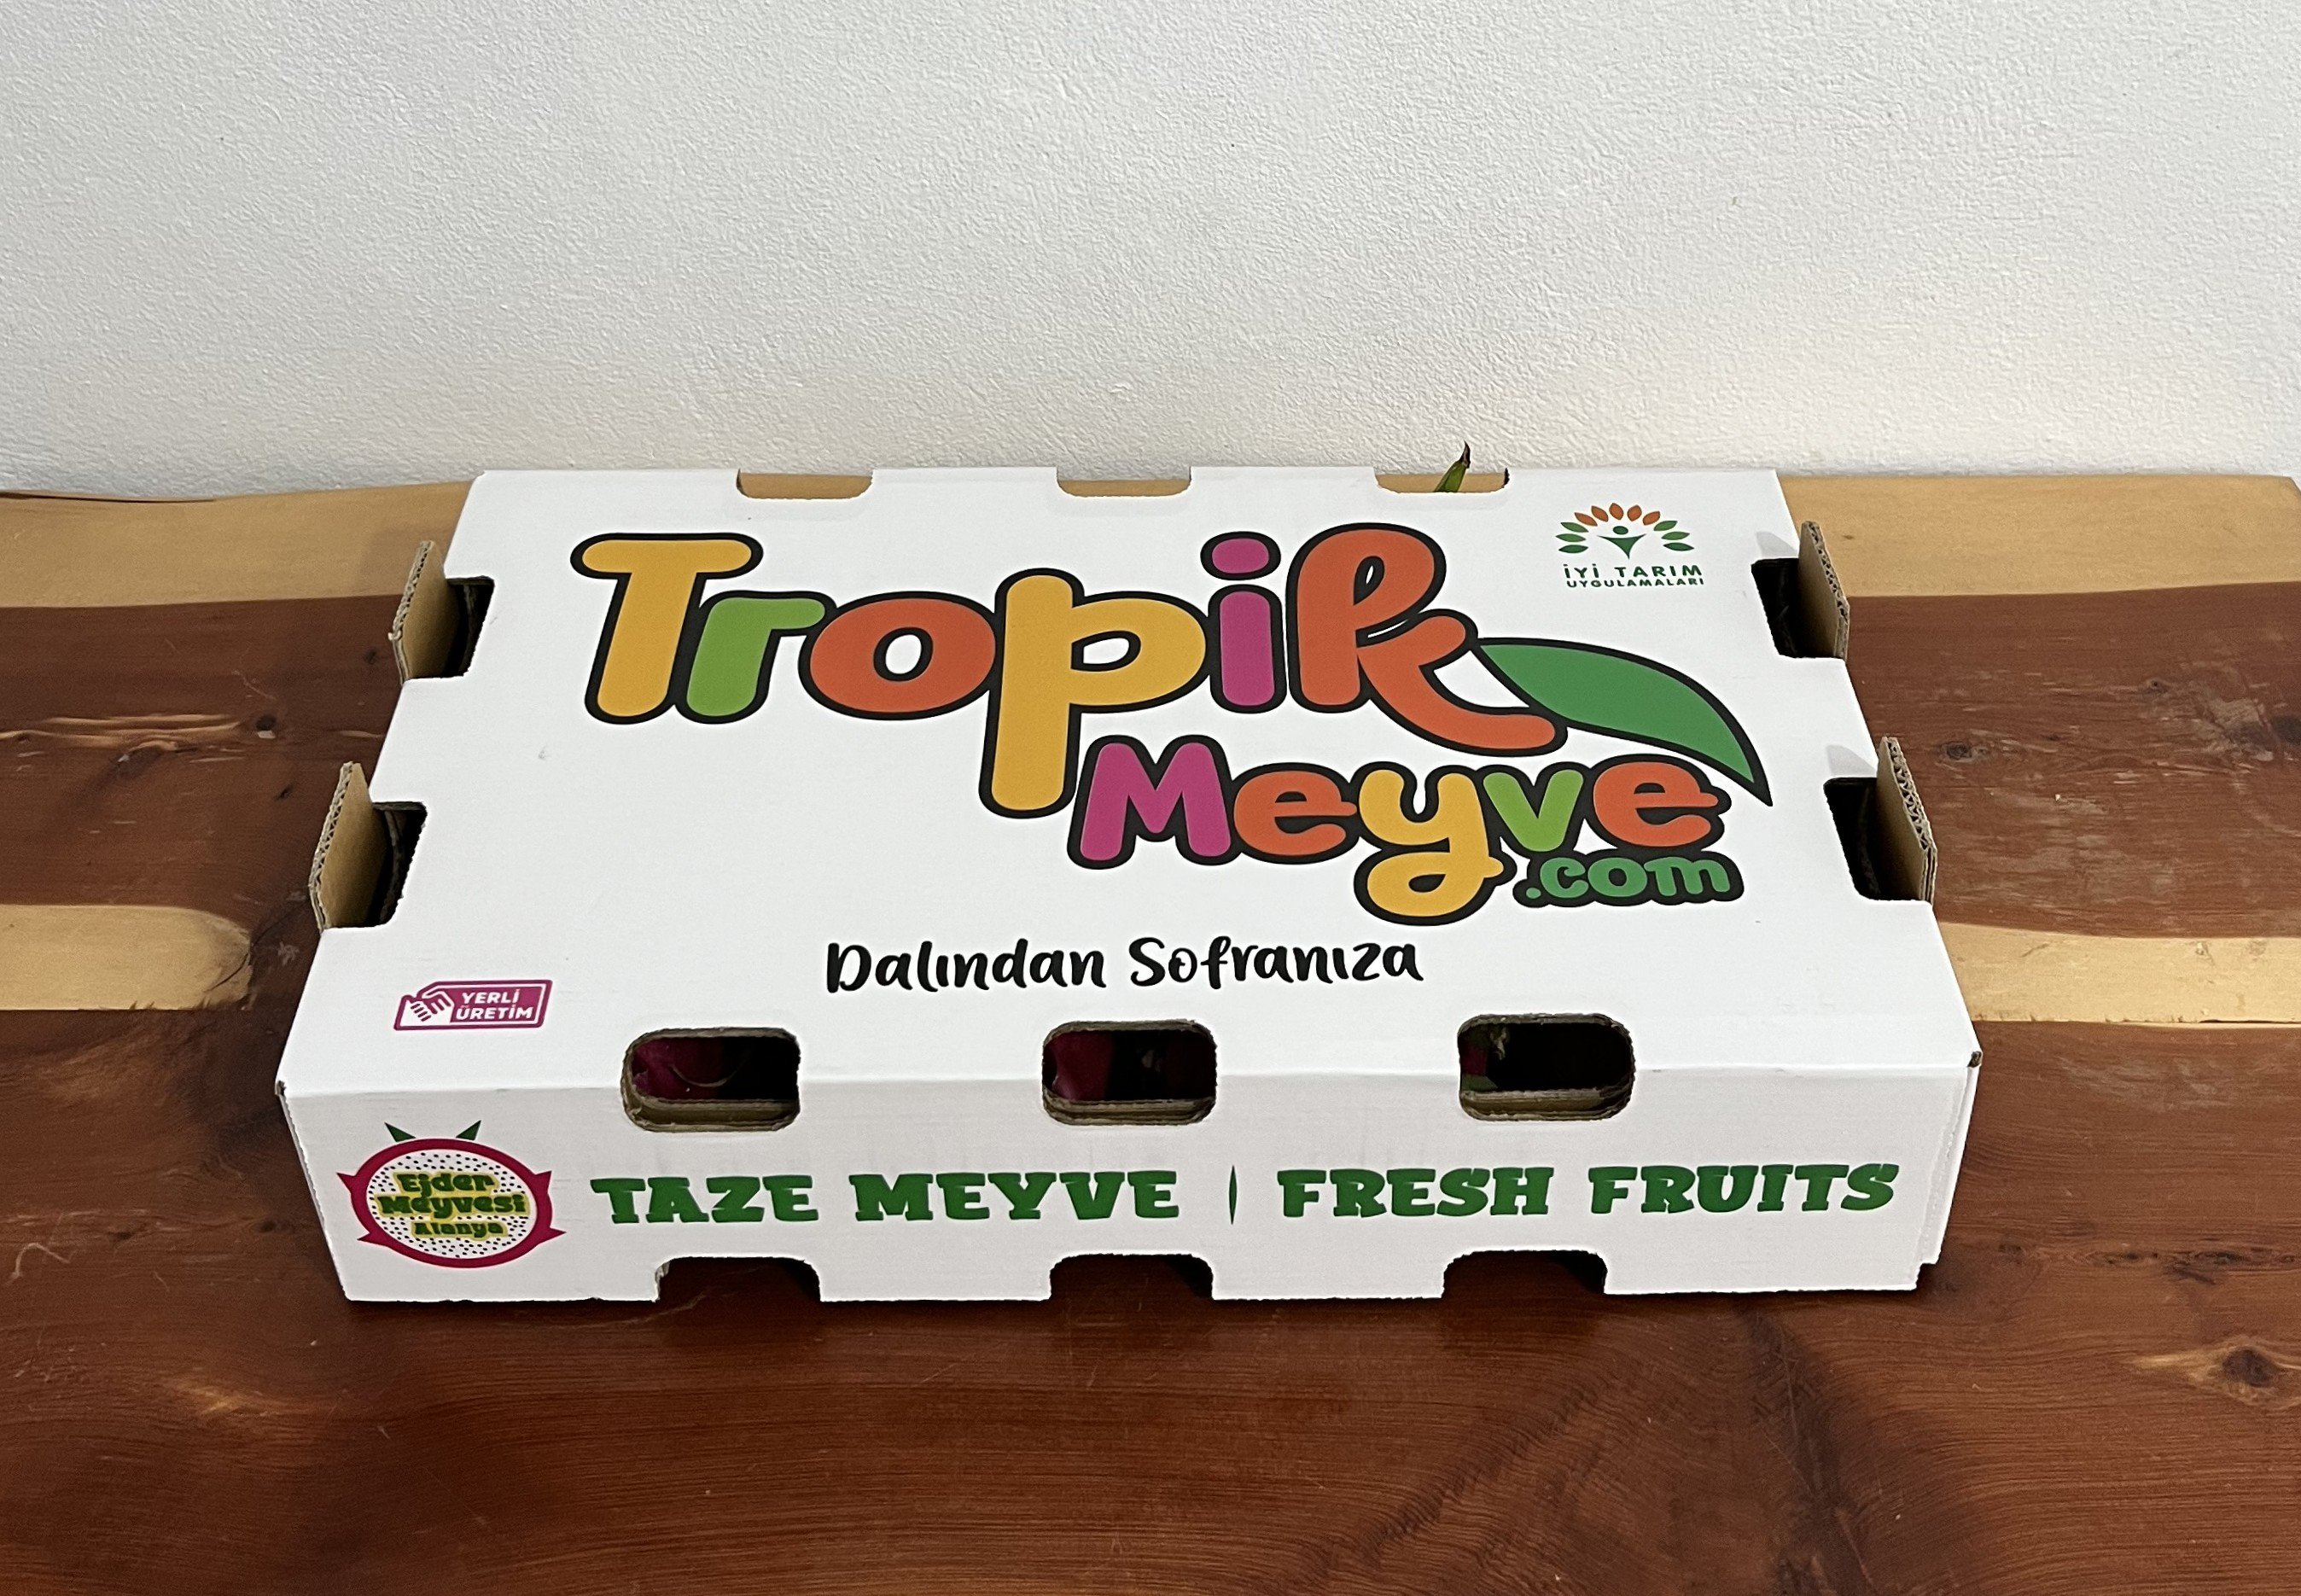 İYİ TARIM
UYGULAMALARI
Tropik
Meyve
.com
Dalından Sofranıza
YERLİ
ÜRETİM
Ejder
Meyvesi
Alanya
TAZE MEYVE | FRESH FRUITS